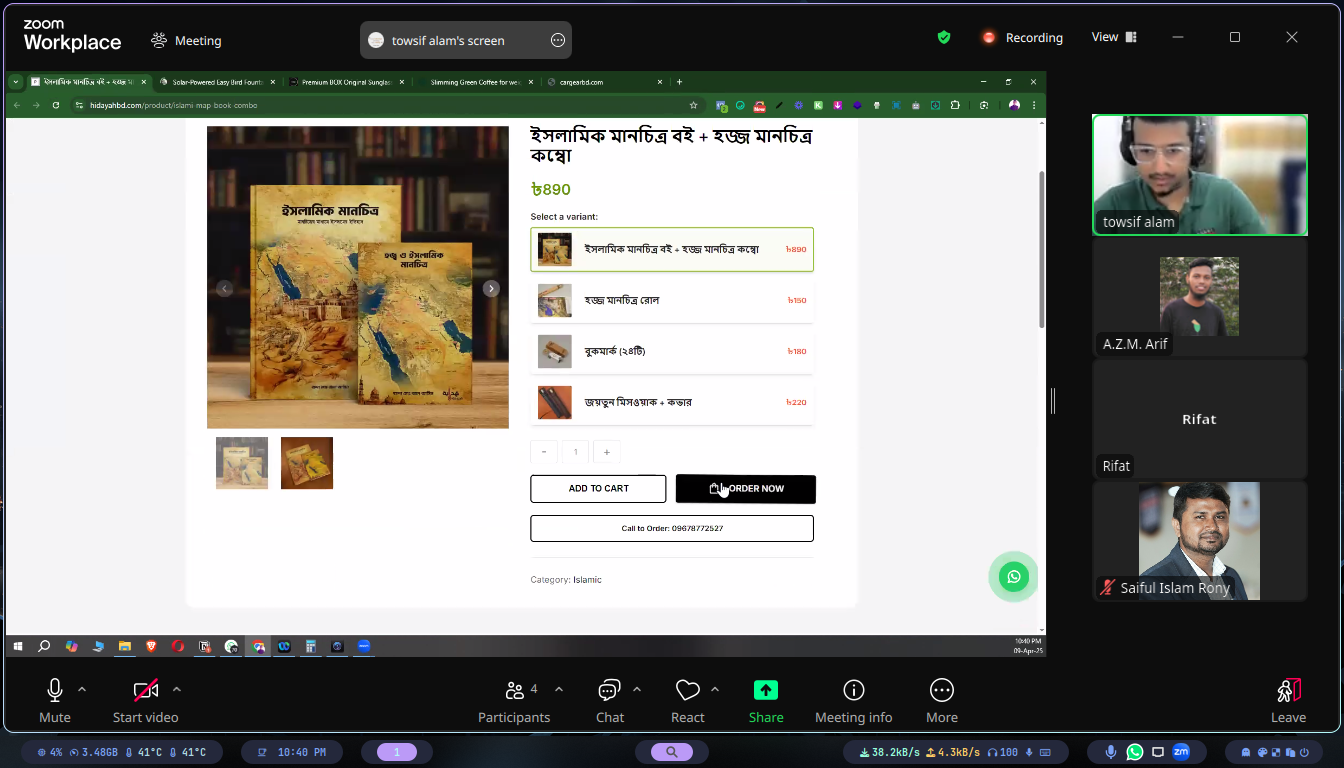 zoom
Workplace
Meeting
towsif alam's screen
Recording
View
ইসলামিক মানচিত্র বই + হজ্জ মা
Solar-Powered Easy Bird Fount
Premium BOX Original Sunglas
Slimming Green Coffee for we
cargearbd.com
hidayahbd.com/product/islami-map-book-combo
New
ইসলামিক মানচিত্র বই + হজ্জ মানচিত্র
কম্বো
৳890
Select a variant:
ইসলামিক মানচিত্র বই + হজ্জ মানচিত্র কম্বো
৳890
হজ্জ মানচিত্র রোল
৳150
বুকমার্ক (২৪টি)
৳180
জয়তুন মিসওয়াক + কভার
৳220
ইসলামিক মানচিত্র
হজ্জ ও ইসলামিক
মানচিত্র
- 1 +
ADD TO CART
ORDER NOW
Call to Order: 09678772527
Category: Islamic
10:40 PM
09-Apr-25
towsif alam
A.Z.M. Arif
Rifat
Rifat
Saiful Islam Rony
Mute
Start video
Participants
4
Chat
React
Share
Meeting info
More
Leave
4% 3.48GB 41°C 41°C
10:40 PM
1
38.2kB/s 4.3kB/s 100
zm